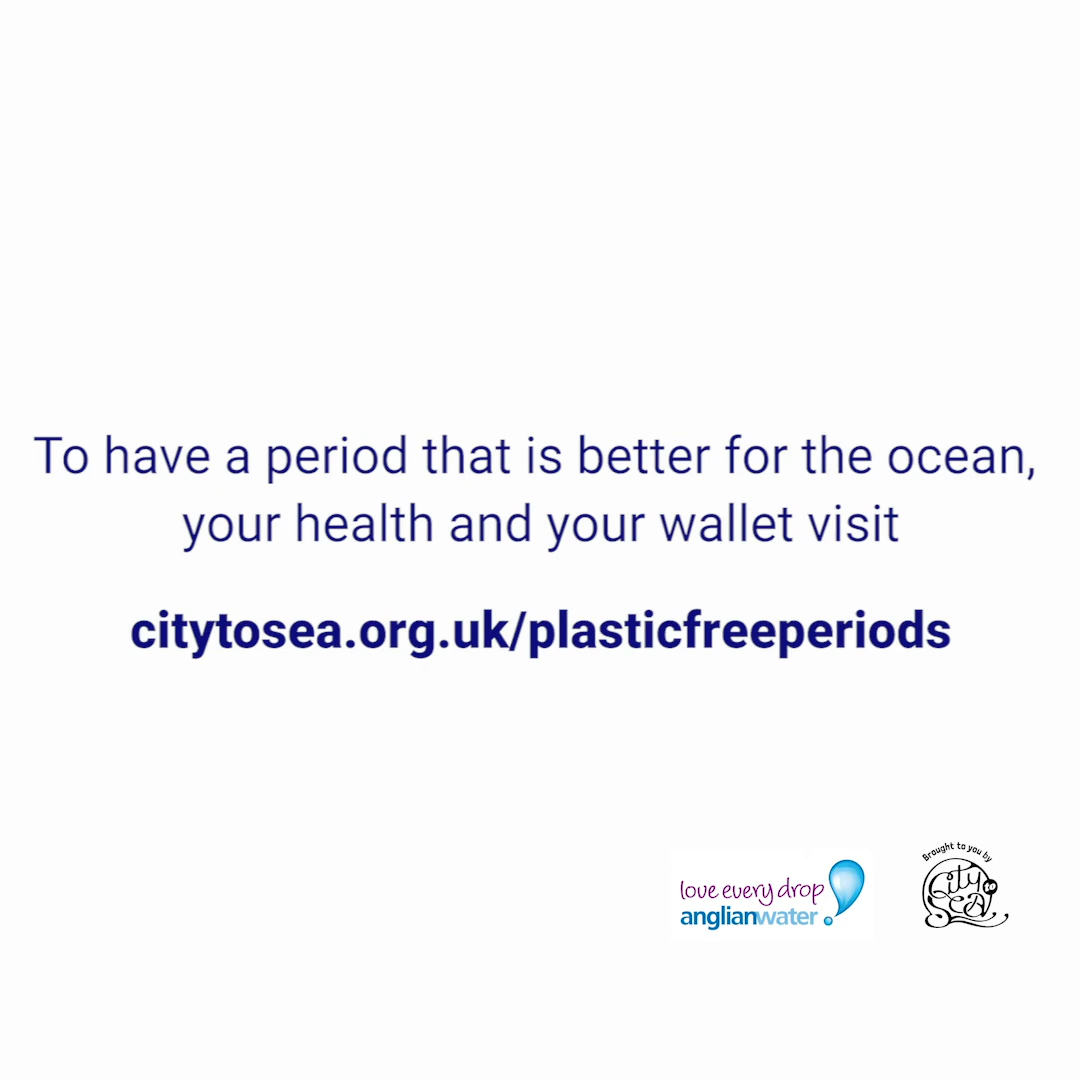 To have a period that is better for the ocean,
your health and your wallet visit
citytosea.org.uk/plasticfreeperiods
love every drop
anglianwater
Brought to you by
City to Sea